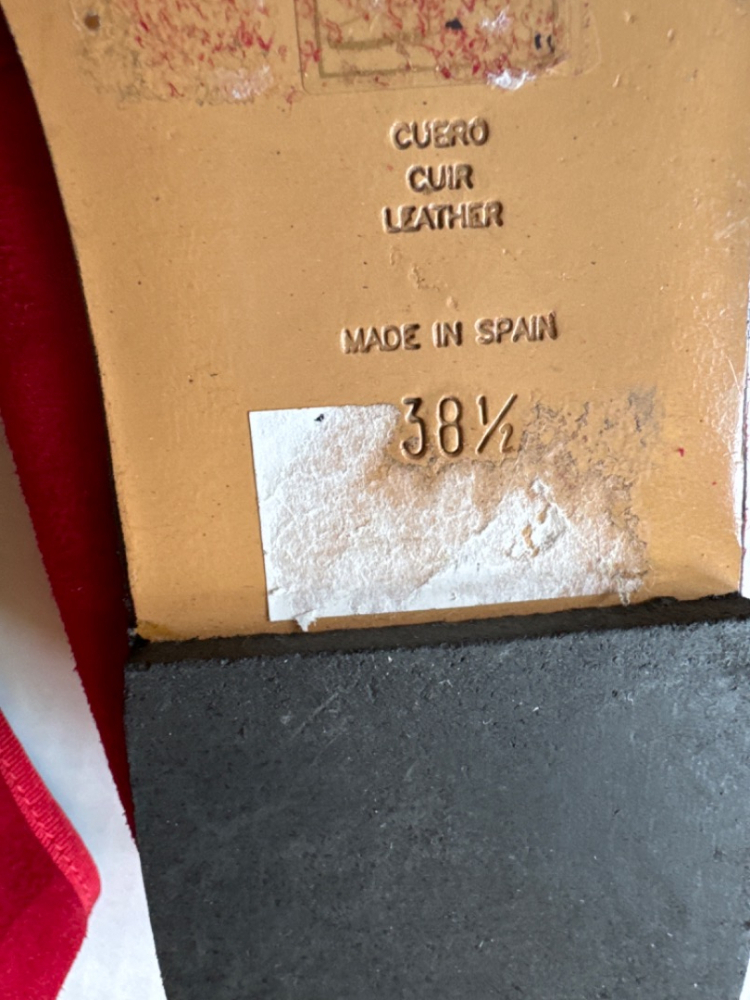 CUERO
CUIR
LEATHER
MADE IN SPAIN
38½